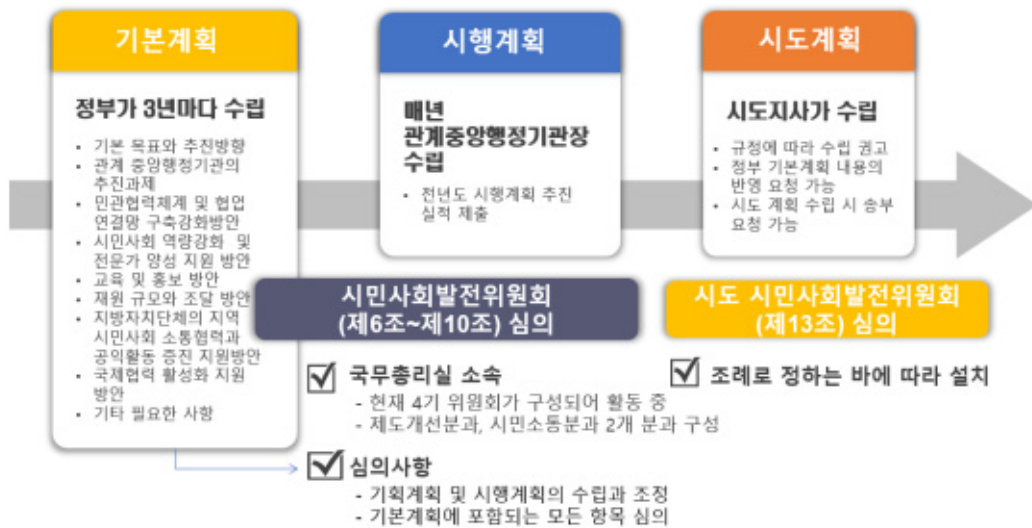 기본계획
정부가 3년마다 수립
• 기본 목표와 추진방향
• 관계 중앙행정기관의
추진과제
• 민관협력체계 및 협업
연결망 구축강화방안
• 시민사회 역량강화 및
전문가 양성 지원 방안
• 교육 및 홍보 방안
• 재원 규모와 조달 방안
• 지방자치단체의 지역
시민사회 소통협력과
공익활동 증진 지원방안
• 국제협력 활성화 지원
방안
• 기타 필요한 사항
시행계획
매년
관계중앙행정기관장
수립
• 전년도 시행계획 추진
실적 제출
시도계획
시도지사가 수립
• 규정에 따라 수립 권고
• 정부 기본계획 내용의
반영 요청 가능
• 시도 계획 수립 시 송부
요청 가능
시민사회발전위원회
(제6조~제10조) 심의
국무총리실 소속
- 현재 4기 위원회가 구성되어 활동 중
- 제도개선분과, 시민소통분과 2개 분과 구성
심의사항
- 기획계획 및 시행계획의 수립과 조정
- 기본계획에 포함되는 모든 항목 심의
시도 시민사회발전위원회
(제13조) 심의
조례로 정하는 바에 따라 설치